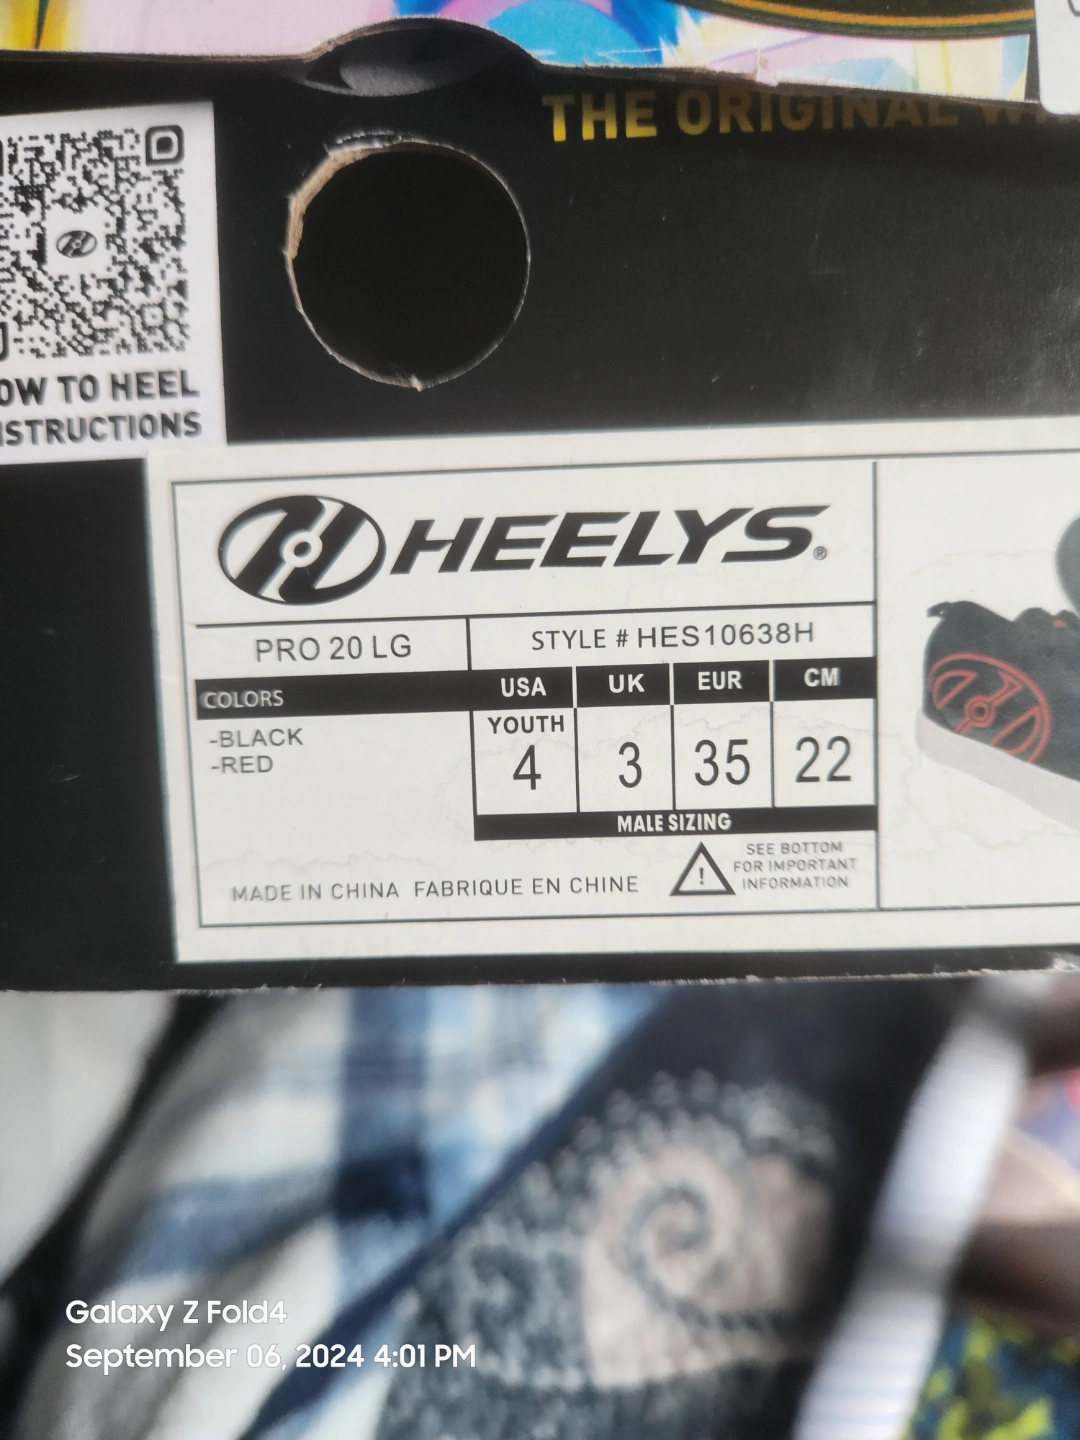 THE ORIGINAL
OW TO HEEL
STRUCTIONS
HEELYS®
PRO 20 LG
STYLE # HES10638H
COLORS
USA
UK
EUR
CM
-BLACK
-RED
YOUTH
4
3
35
22
MALE SIZING
MADE IN CHINA FABRIQUE EN CHINE
SEE BOTTOM
FOR IMPORTANT
INFORMATION
Galaxy Z Fold4
September 06, 2024 4:01 PM